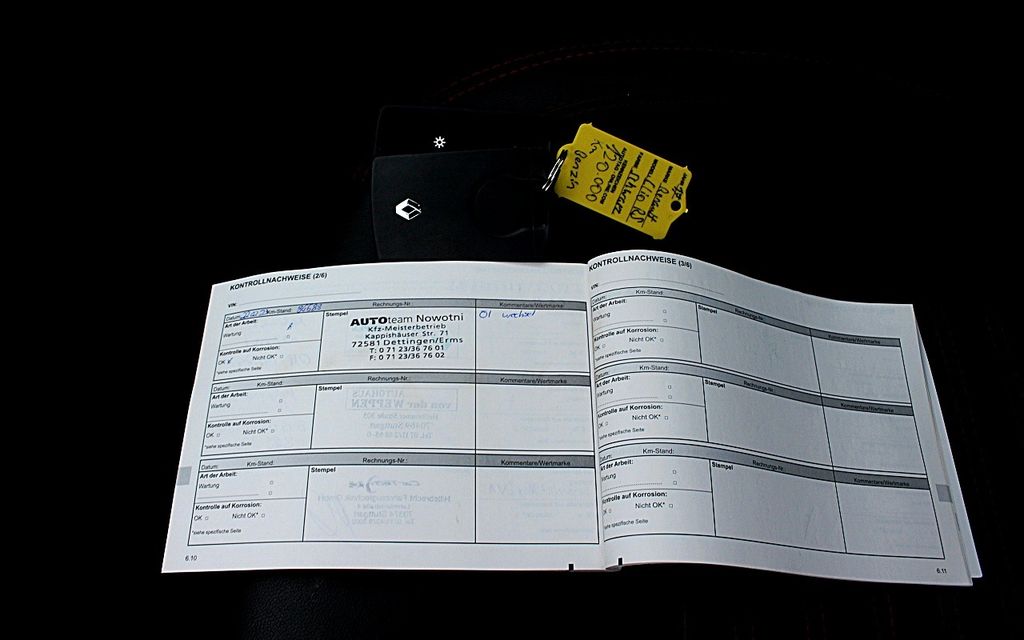 120.000
Km
Benzin
Clio RS
KONTROLLNACHWEISE (2/6)
VIN:
Datum: Km-Stand: Rechnungs-Nr.:
Art der Arbeit:
Wartung
Kontrolle auf Korrosion:
OK Nicht OK*
*siehe spezifische Seite
Stempel
AUTOteam Nowotni
Kfz-Meisterbetrieb
Kappishäuser Str. 71
72581 Dettingen/Erms
T: 0 71 23/36 76 01
F: 0 71 23/36 76 02
Kommentare/Wertmarke
Öl wechsel
Datum: Km-Stand: Rechnungs-Nr.:
Art der Arbeit:
Wartung
Kontrolle auf Korrosion:
OK Nicht OK*
*siehe spezifische Seite
Stempel
Kommentare/Wertmarke
Datum: Km-Stand: Rechnungs-Nr.:
Art der Arbeit:
Wartung
Kontrolle auf Korrosion:
OK Nicht OK*
*siehe spezifische Seite
Stempel
Kommentare/Wertmarke
6.10
KONTROLLNACHWEISE (3/6)
VIN:
Datum: Km-Stand: Rechnungs-Nr.:
Art der Arbeit:
Wartung
Kontrolle auf Korrosion:
OK Nicht OK*
*siehe spezifische Seite
Stempel
Kommentare/Wertmarke
Datum: Km-Stand: Rechnungs-Nr.:
Art der Arbeit:
Wartung
Kontrolle auf Korrosion:
OK Nicht OK*
*siehe spezifische Seite
Stempel
Kommentare/Wertmarke
Datum: Km-Stand: Rechnungs-Nr.:
Art der Arbeit:
Wartung
Kontrolle auf Korrosion:
OK Nicht OK*
*siehe spezifische Seite
Stempel
Kommentare/Wertmarke
6.11